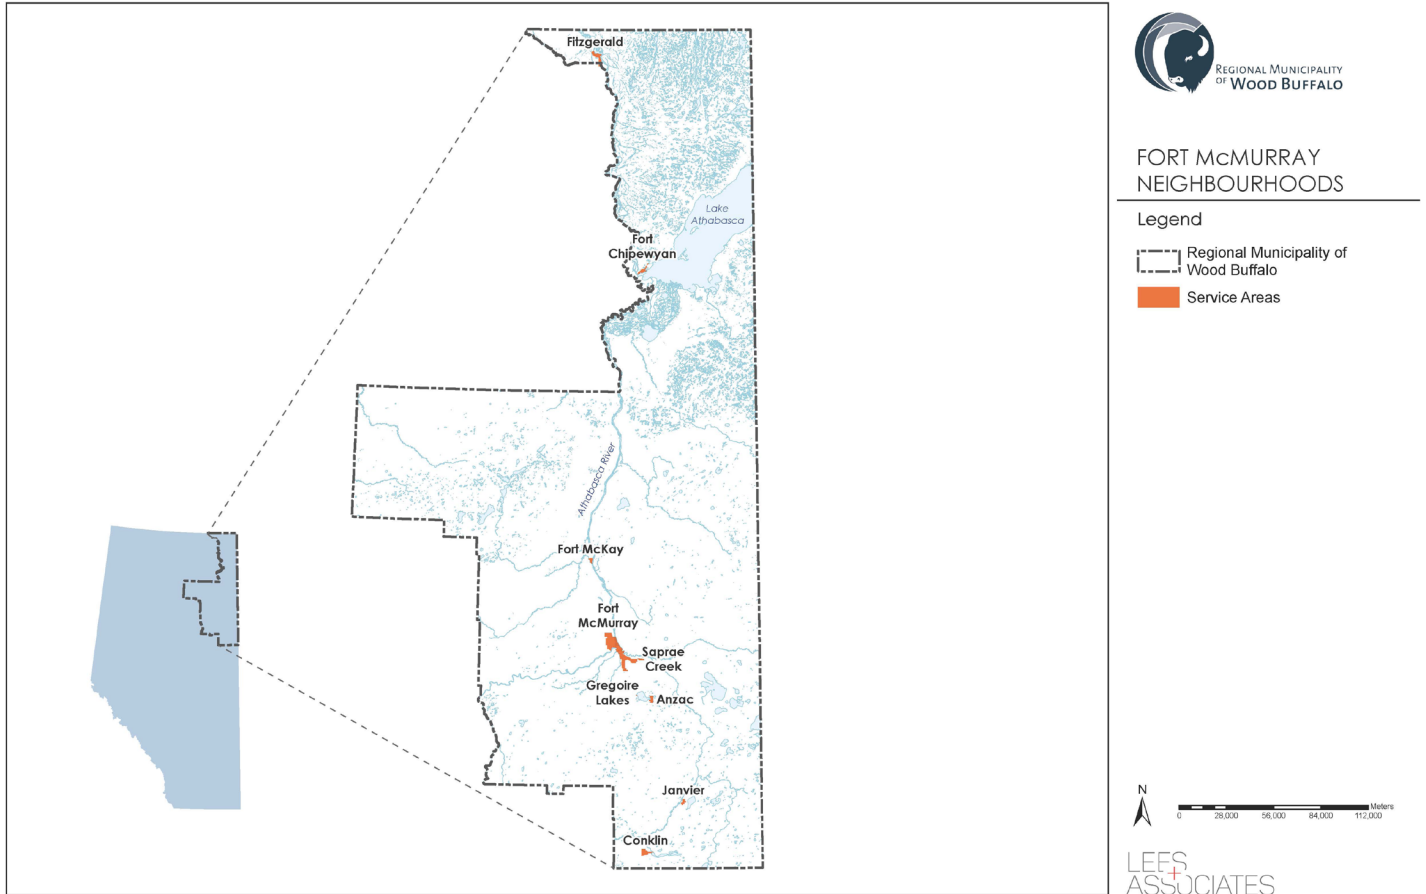 Fitzgerald
Lake
Athabasca
Fort
Chipewyan
Athabasca River
Fort McKay
Fort
McMurray
Saprae
Creek
Gregoire
Lakes
Anzac
Janvier
Conklin
REGIONAL MUNICIPALITY
OF WOOD BUFFALO
FORT McMURRAY
NEIGHBOURHOODS
Legend
Regional Municipality of
Wood Buffalo
Service Areas
N
Meters
0 28,000 56,000 84,000 112,000
LEES
+
ASSOCIATES